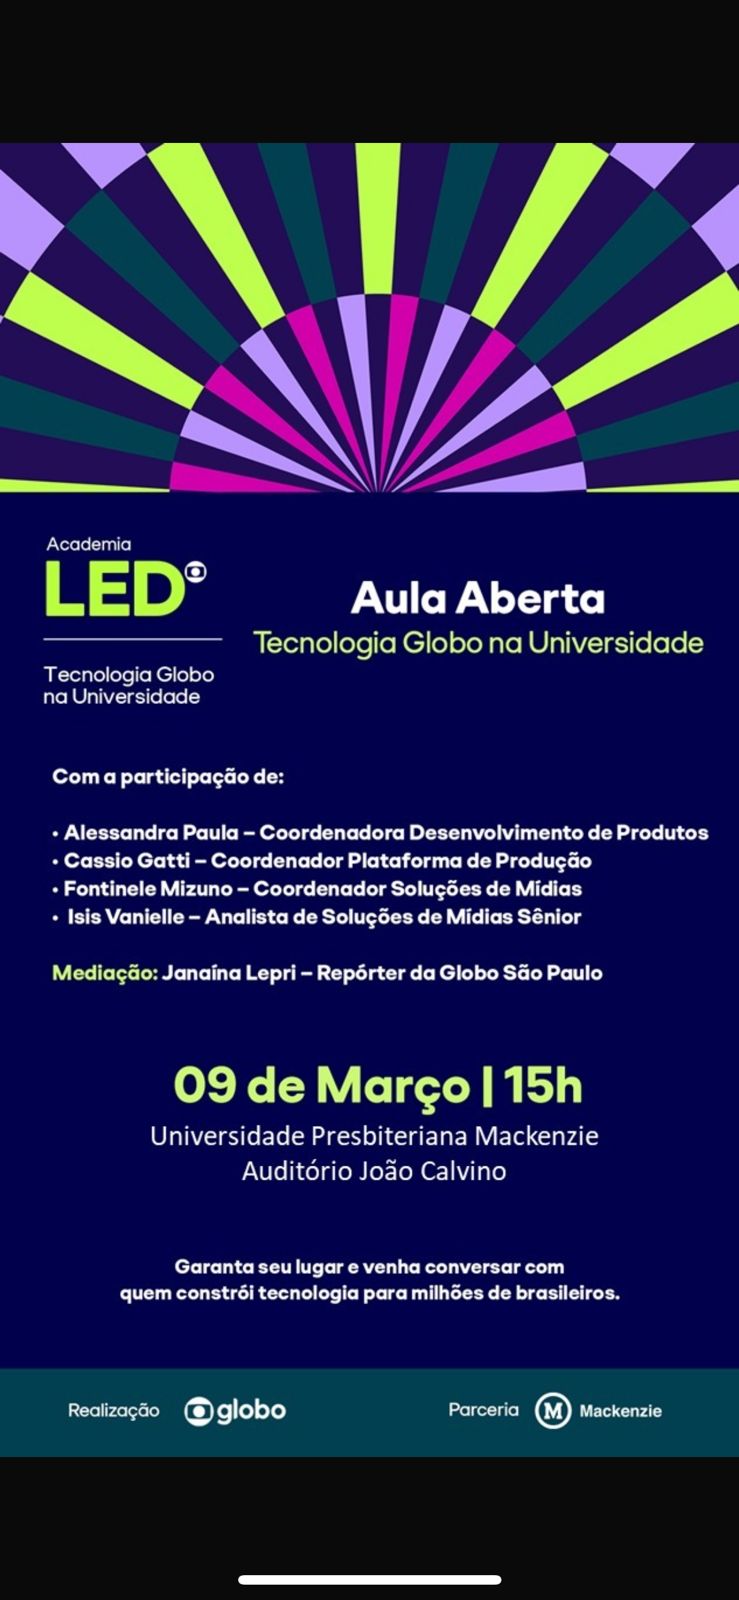 Academia
LED
Tecnologia Globo
na Universidade
Aula Aberta
Tecnologia Globo na Universidade
Com a participação de:
• Alessandra Paula – Coordenadora Desenvolvimento de Produtos
• Cassio Gatti – Coordenador Plataforma de Produção
• Fontinele Mizuno – Coordenador Soluções de Mídias
• Isis Vanielle – Analista de Soluções de Mídias Sênior
Mediação: Janaína Lepri – Repórter da Globo São Paulo
09 de Março | 15h
Universidade Presbiteriana Mackenzie
Auditório João Calvino
Garanta seu lugar e venha conversar com
quem constrói tecnologia para milhões de brasileiros.
Realização globo Parceria M Mackenzie